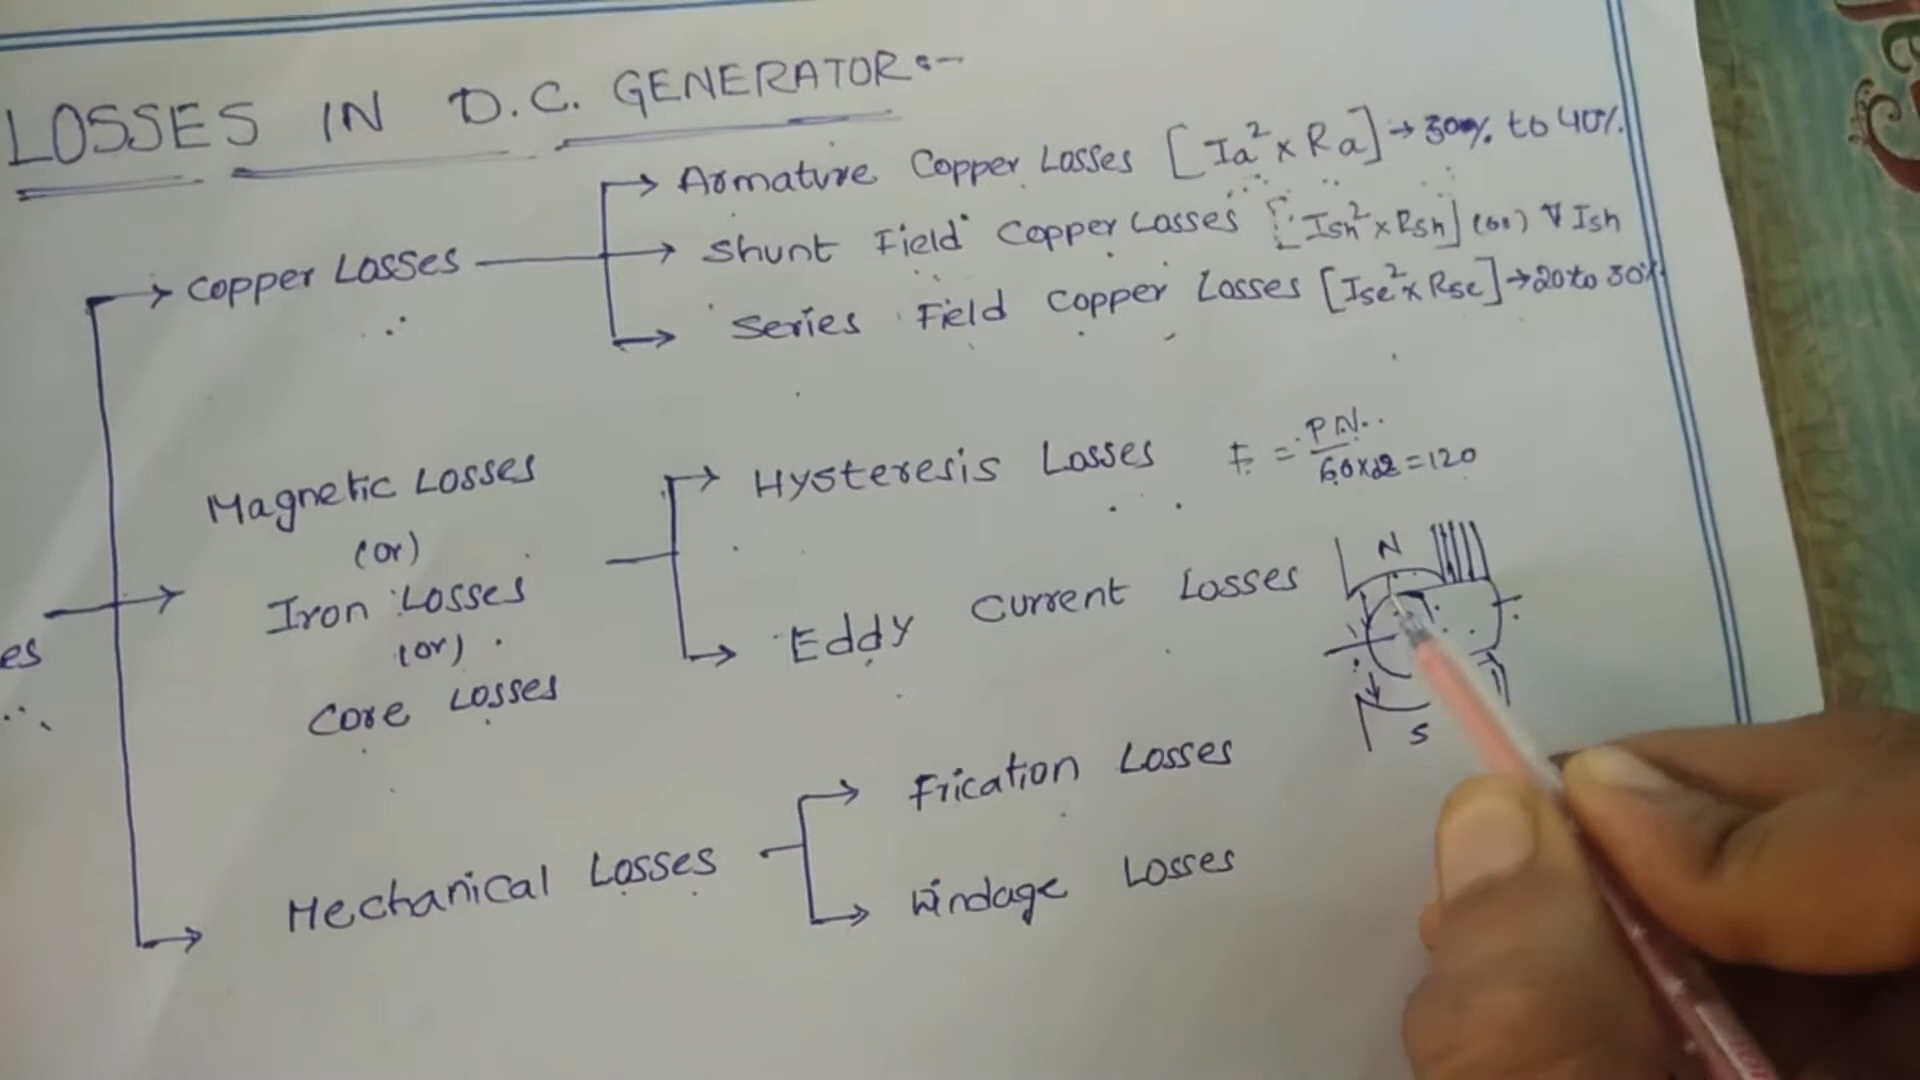 LOSSES IN D.C. GENERATOR:-
Armature Copper Losses [Ia² x Ra] → 30% to 40%
Copper Losses
Shunt Field Copper Losses [Ish² x Rsh] (or) V Ish
Series Field Copper Losses [Ise² x Rse] → 20 to 30%
Magnetic Losses
(or)
Iron Losses
(or)
Core Losses
Hysteresis Losses
F = PN
60x2 = 120
Eddy Current Losses
N
S
es
Mechanical Losses
Frication Losses
Windage Losses